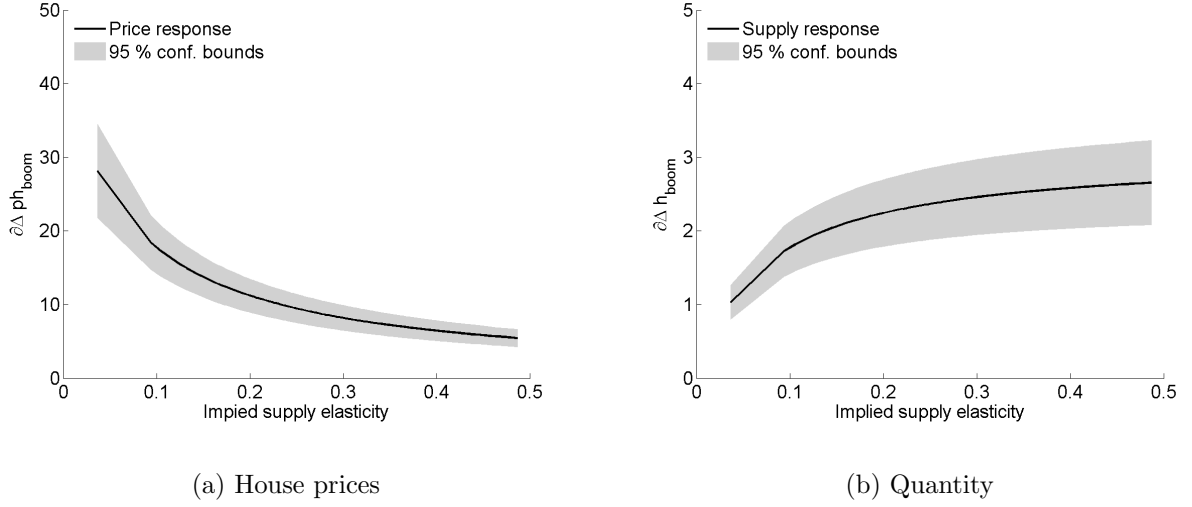 50
40
30
20
10
0
∂Δ ph_boom
Price response
95 % conf. bounds
0 0.1 0.2 0.3 0.4 0.5
Impied supply elasticity
(a) House prices
5
4
3
2
1
0
∂Δ h_boom
Supply response
95 % conf. bounds
0 0.1 0.2 0.3 0.4 0.5
Implied supply elasticity
(b) Quantity